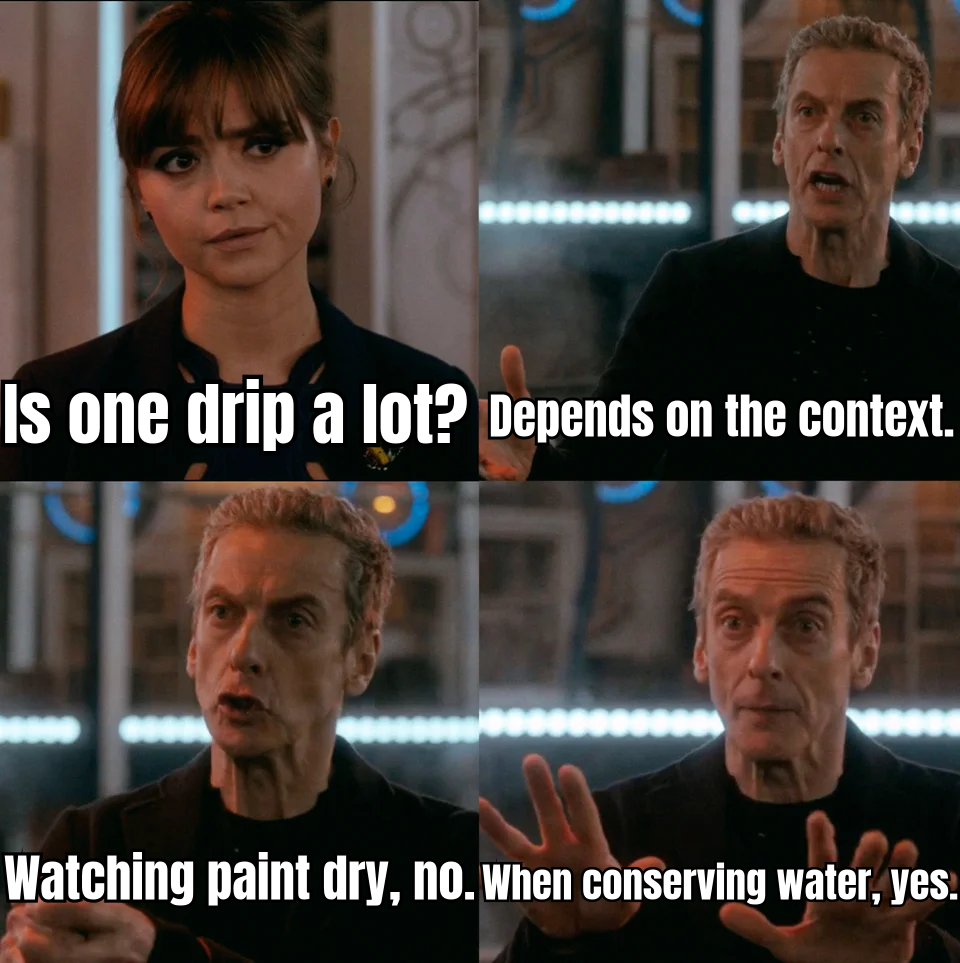 Is one drip a lot?
Depends on the context.
Watching paint dry, no.
When conserving water, yes.